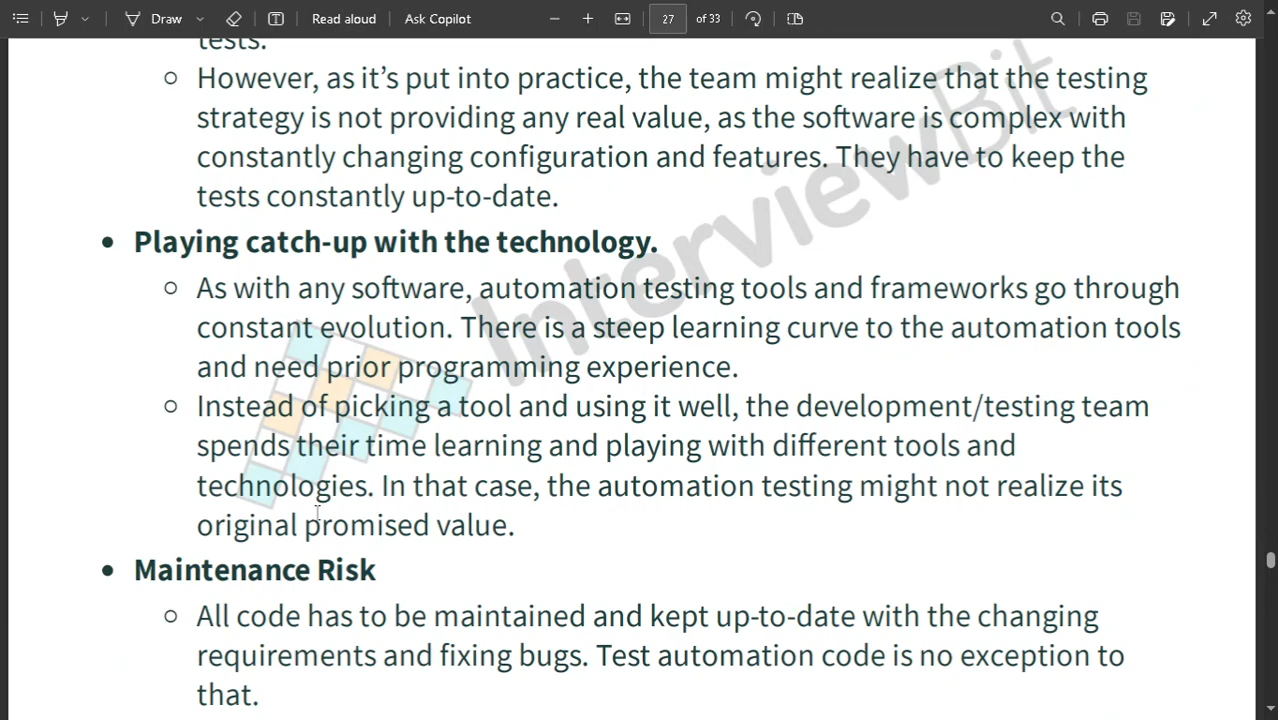 Draw
Read aloud
Ask Copilot
27
of 33
tests.
However, as it's put into practice, the team might realize that the testing
strategy is not providing any real value, as the software is complex with
constantly changing configuration and features. They have to keep the
tests constantly up-to-date.
Playing catch-up with the technology.
As with any software, automation testing tools and frameworks go through
constant evolution. There is a steep learning curve to the automation tools
and need prior programming experience.
Instead of picking a tool and using it well, the development/testing team
spends their time learning and playing with different tools and
technologies. In that case, the automation testing might not realize its
original promised value.
Maintenance Risk
All code has to be maintained and kept up-to-date with the changing
requirements and fixing bugs. Test automation code is no exception to
that.
InterviewBit